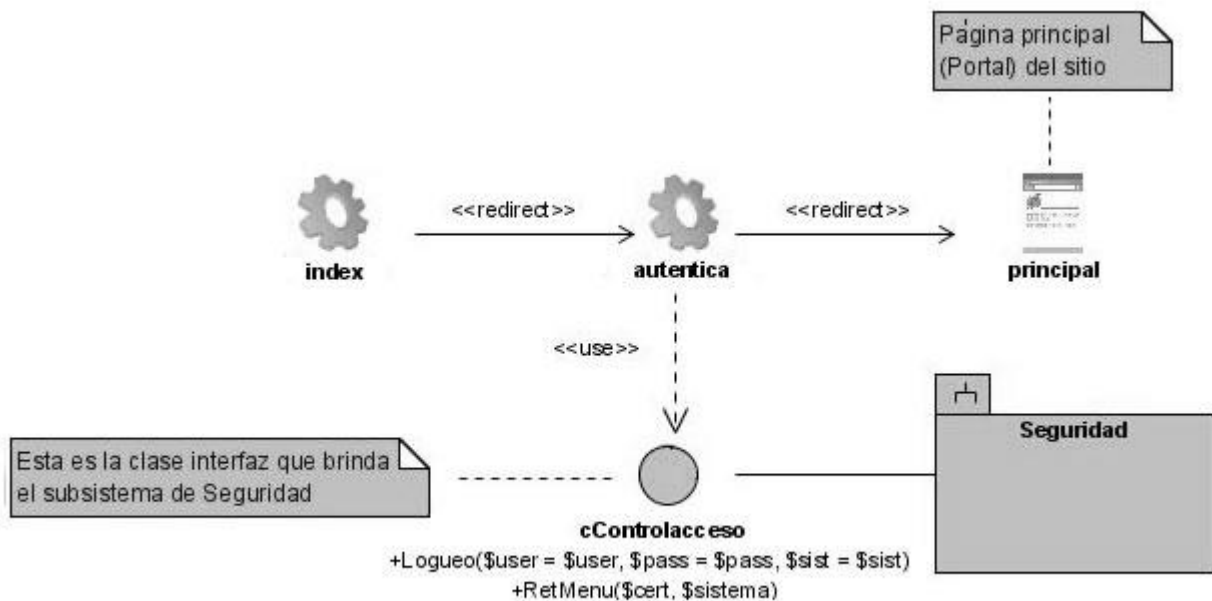 Página principal
(Portal) del sitio
<<redirect>>
<<redirect>>
index
autentica
principal
<<use>>
Seguridad
Esta es la clase interfaz que brinda
el subsistema de Seguridad
cControlacceso
+Logueo($user = $user, $pass = $pass, $sist = $sist)
+RetMenu($cert, $sistema)